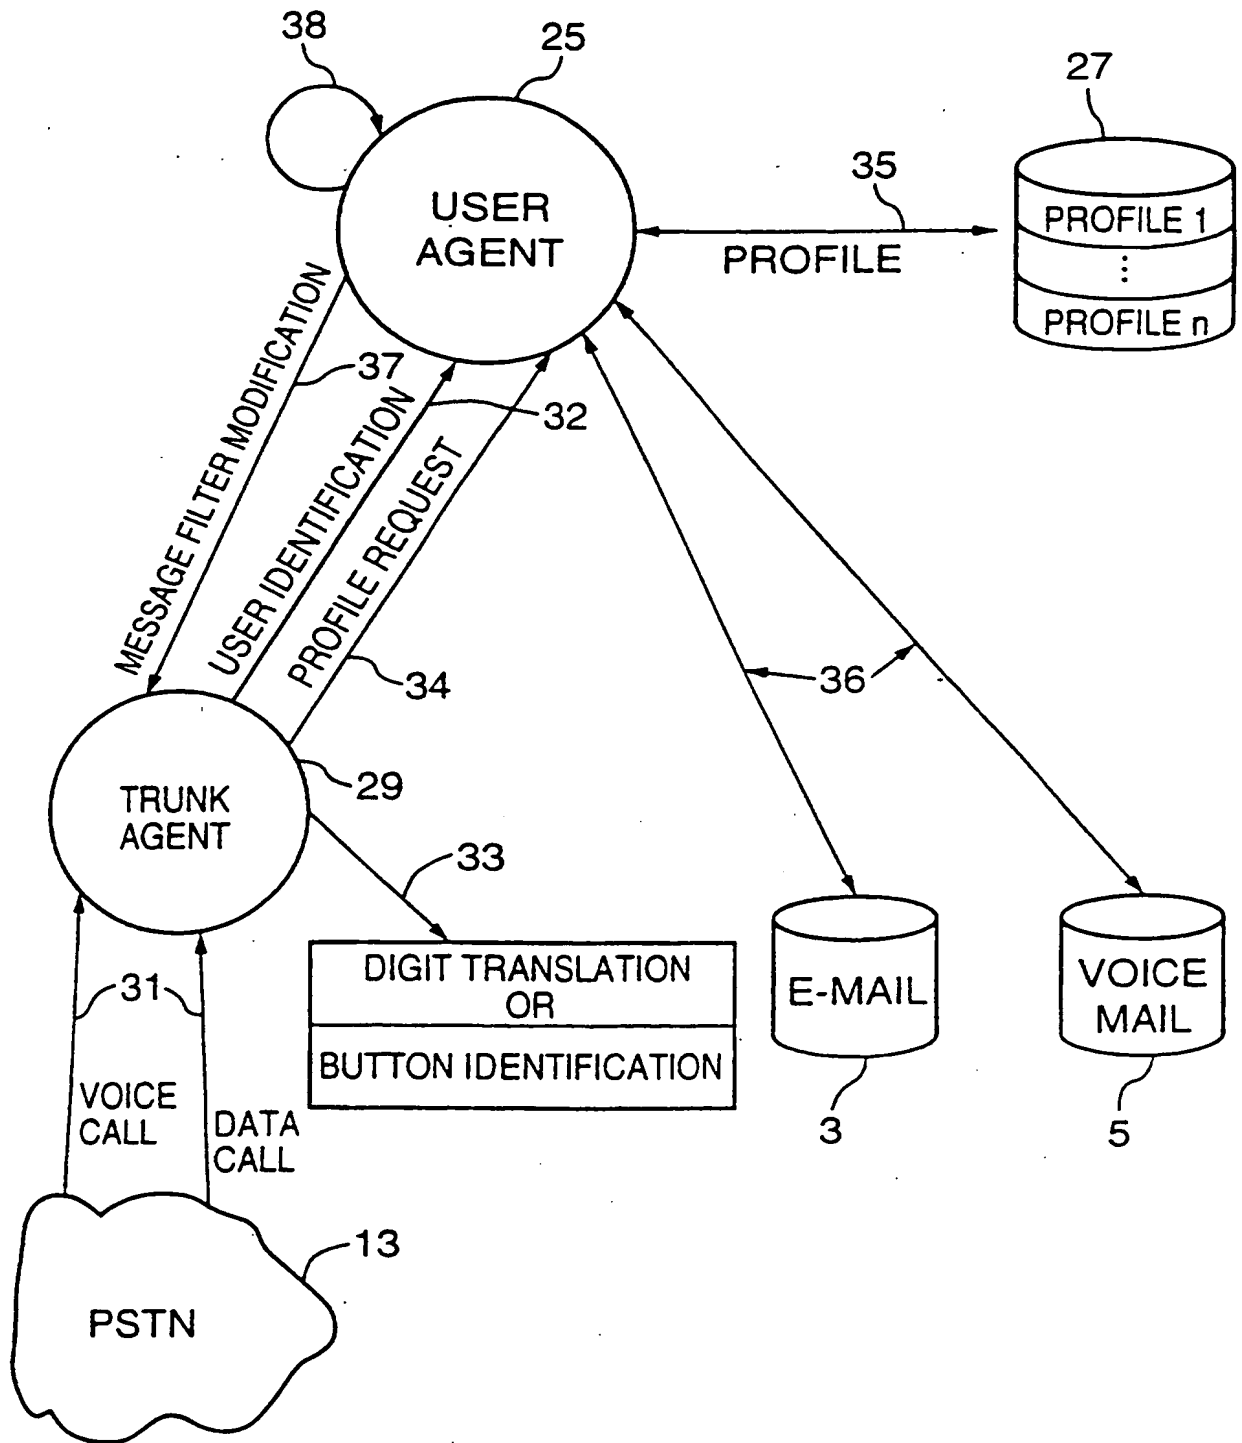 38
25
27
USER
AGENT
35
PROFILE
PROFILE 1
⋮
PROFILE n
MESSAGE FILTER MODIFICATION
37
USER IDENTIFICATION
32
PROFILE REQUEST
34
36
TRUNK
AGENT
29
33
DIGIT TRANSLATION
OR
BUTTON IDENTIFICATION
E-MAIL
3
VOICE
MAIL
5
31
VOICE
CALL
DATA
CALL
13
PSTN